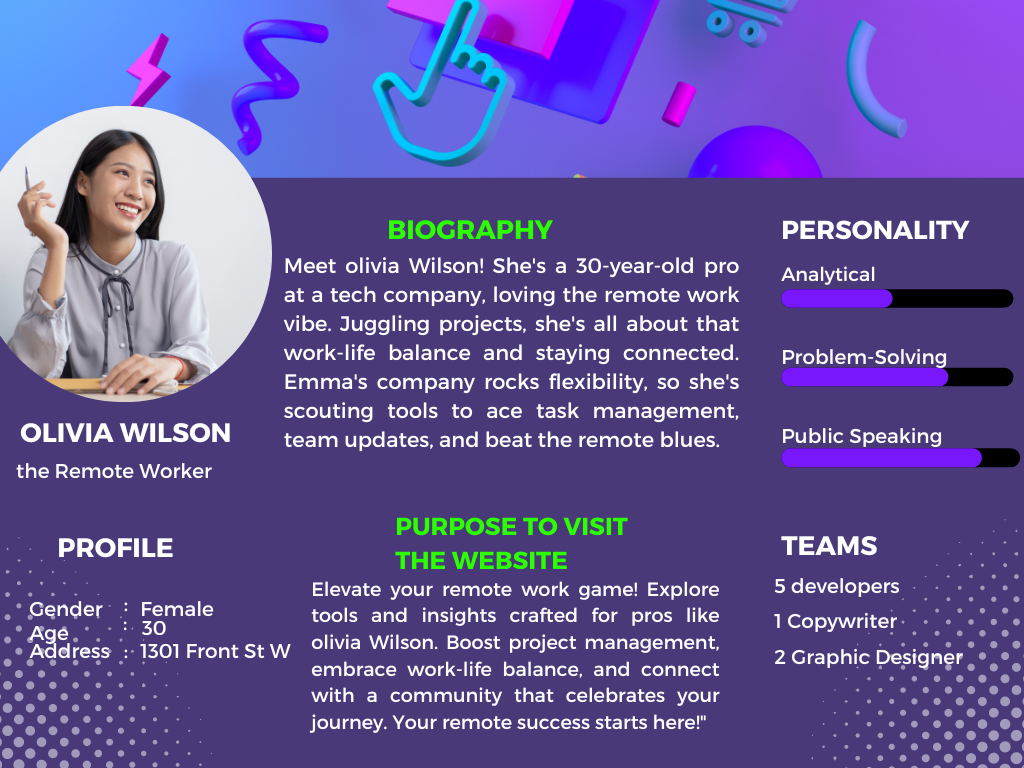 BIOGRAPHY
Meet olivia Wilson! She's a 30-year-old pro
at a tech company, loving the remote work
vibe. Juggling projects, she's all about that
work-life balance and staying connected.
Emma's company rocks flexibility, so she's
scouting tools to ace task management,
team updates, and beat the remote blues.
PERSONALITY
Analytical
Problem-Solving
Public Speaking
OLIVIA WILSON
the Remote Worker
PROFILE
Gender : Female
Age : 30
Address : 1301 Front St W
PURPOSE TO VISIT
THE WEBSITE
Elevate your remote work game! Explore
tools and insights crafted for pros like
olivia Wilson. Boost project management,
embrace work-life balance, and connect
with a community that celebrates your
journey. Your remote success starts here!"
TEAMS
5 developers
1 Copywriter
2 Graphic Designer